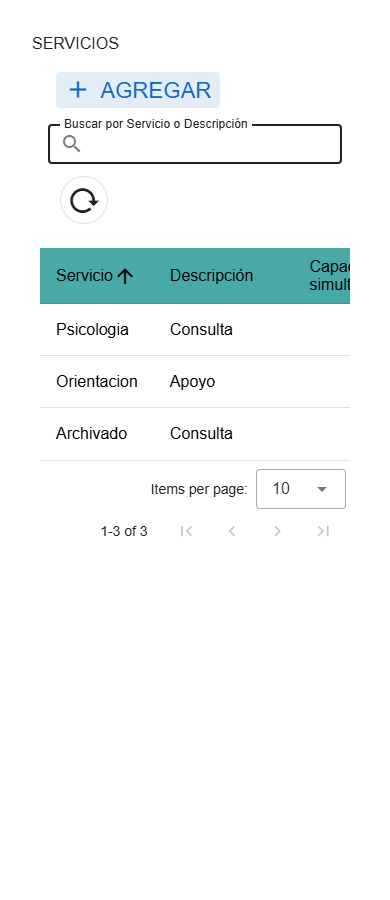 SERVICIOS
AGREGAR
Buscar por Servicio o Descripción
Servicio Descripción
Psicologia Consulta
Orientacion Apoyo
Archivado Consulta
Items per page: 10
1-3 of 3